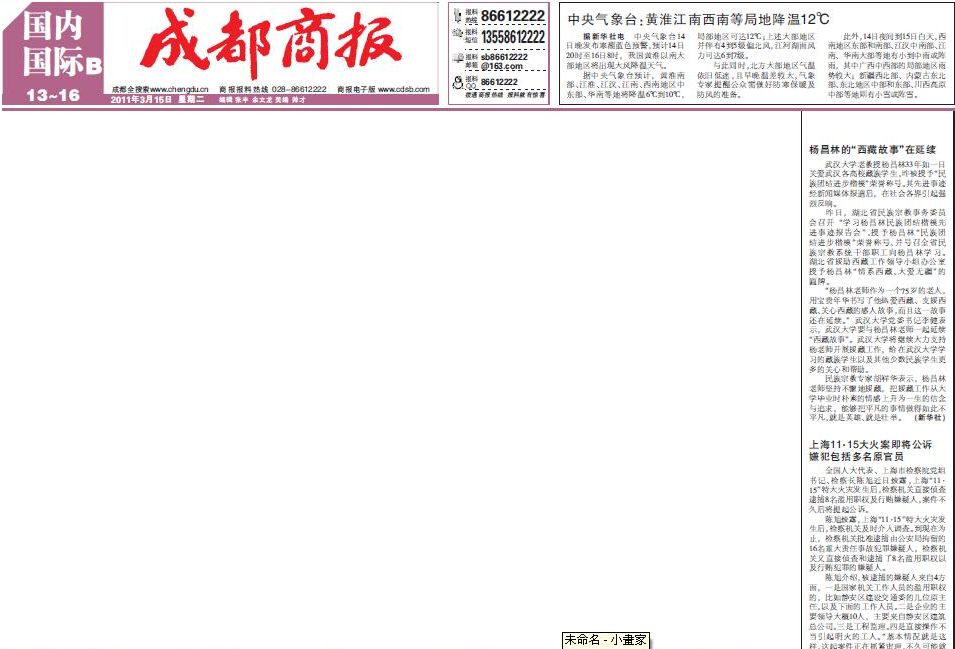 国内
国际B
13~16
成都商报
成都全搜索www.chengdu.cn 商报报料热线 028-86612222 商报电子版 www.cdsb.com
2011年3月15日 星期二
报料热线 86612222
报料短信 13558612222
报料邮箱 sb86612222@163.com
报料QQ 86612222
拨通商报热线 报料就有惊喜
中央气象台:黄淮江南西南等局地降温12℃
据新华社电 中央气象台14
日晚发布寒潮蓝色预警,预计14日
20时至16日8时,我国黄淮以南大
部地区将出现大风降温天气。
据中央气象台预计,黄淮南
部、江淮、江汉、江南、西南地区中
东部、华南等地将降温6℃到10℃,
局部地区可达12℃;上述大部地区
并伴有4到5级偏北风,江河湖面风
力可达6到7级。
与此同时,北方大部地区气温
依旧低迷,且早晚温差较大,气象
专家提醒公众需做好防寒保暖及
防风的准备。
此外,14日夜间到15日白天,西
南地区东部和南部、江汉中南部、江
南、华南大部等地有小到中雨或阵
雨,其中广西中西部的局部地区雨
势较大;新疆西北部、内蒙古东北
部、东北地区中部和东部、川西高原
中部等地则有小雪或阵雪。
杨昌林的“西藏故事”在延续
武汉大学老教授杨昌林33年如一日
关爱武汉各高校藏族学生,昨被授予“民
族团结进步楷模”荣誉称号。其先进事迹
经新闻媒体报道后,在社会各界引起强
烈反响。
昨日,湖北省民族宗教事务委员
会召开“学习杨昌林民族团结楷模先
进事迹报告会”,授予杨昌林“民族团
结进步楷模”荣誉称号,并号召全省民
族宗教系统干部职工向杨昌林学习。
湖北省援助西藏工作领导小组办公室
授予杨昌林“情系西藏、大爱无疆”的
匾牌。
“杨昌林老师作为一个75岁的老人,
用宝贵年华书写了他热爱西藏、支援西
藏、关心西藏的感人故事,而且这一故事
还在延续。”武汉大学党委书记李健表
示,武汉大学要与杨昌林老师一起延续
“西藏故事”。武汉大学将继续大力支持
杨老师开展援藏工作,给在武汉大学学
习的藏族学生以及其他少数民族学生更
多的关心和帮助。
民族宗教专家胡祥华表示,杨昌林
老师坚持不懈地援藏,把援藏工作从大
学毕业时朴素的情感上升为一生的信念
与追求,能够把平凡的事情做得如此不
平凡,就是英雄、就是壮举。 (新华社)
上海11·15大火案即将公诉
嫌犯包括多名原官员
全国人大代表、上海市检察院党组
书记、检察长陈旭近日披露,上海“11·
15”特大火灾发生后,检察机关直接侦查
逮捕8名滥用职权及行贿嫌疑人,案件不
久后将提起公诉。
陈旭披露,上海“11·15”特大火灾发
生后,检察机关及时介入调查。到现在为
止,检察机关批准逮捕由公安局拘留的
16名重大责任事故犯罪嫌疑人,检察机
关又直接侦查和逮捕了8名滥用职权以
及行贿犯罪的嫌疑人。
陈旭介绍,被逮捕的嫌疑人来自4方
面,一是国家机关工作人员的滥用职权
的,比如静安区建设交通委的几位原主
任,以及下面的工作人员。二是企业的主
要领导大概10人,主要来自静安区建筑
总公司。三是工程监理。四是直接操作不
当引起明火的工人。“基本情况就是这
未命名 - 小畫家